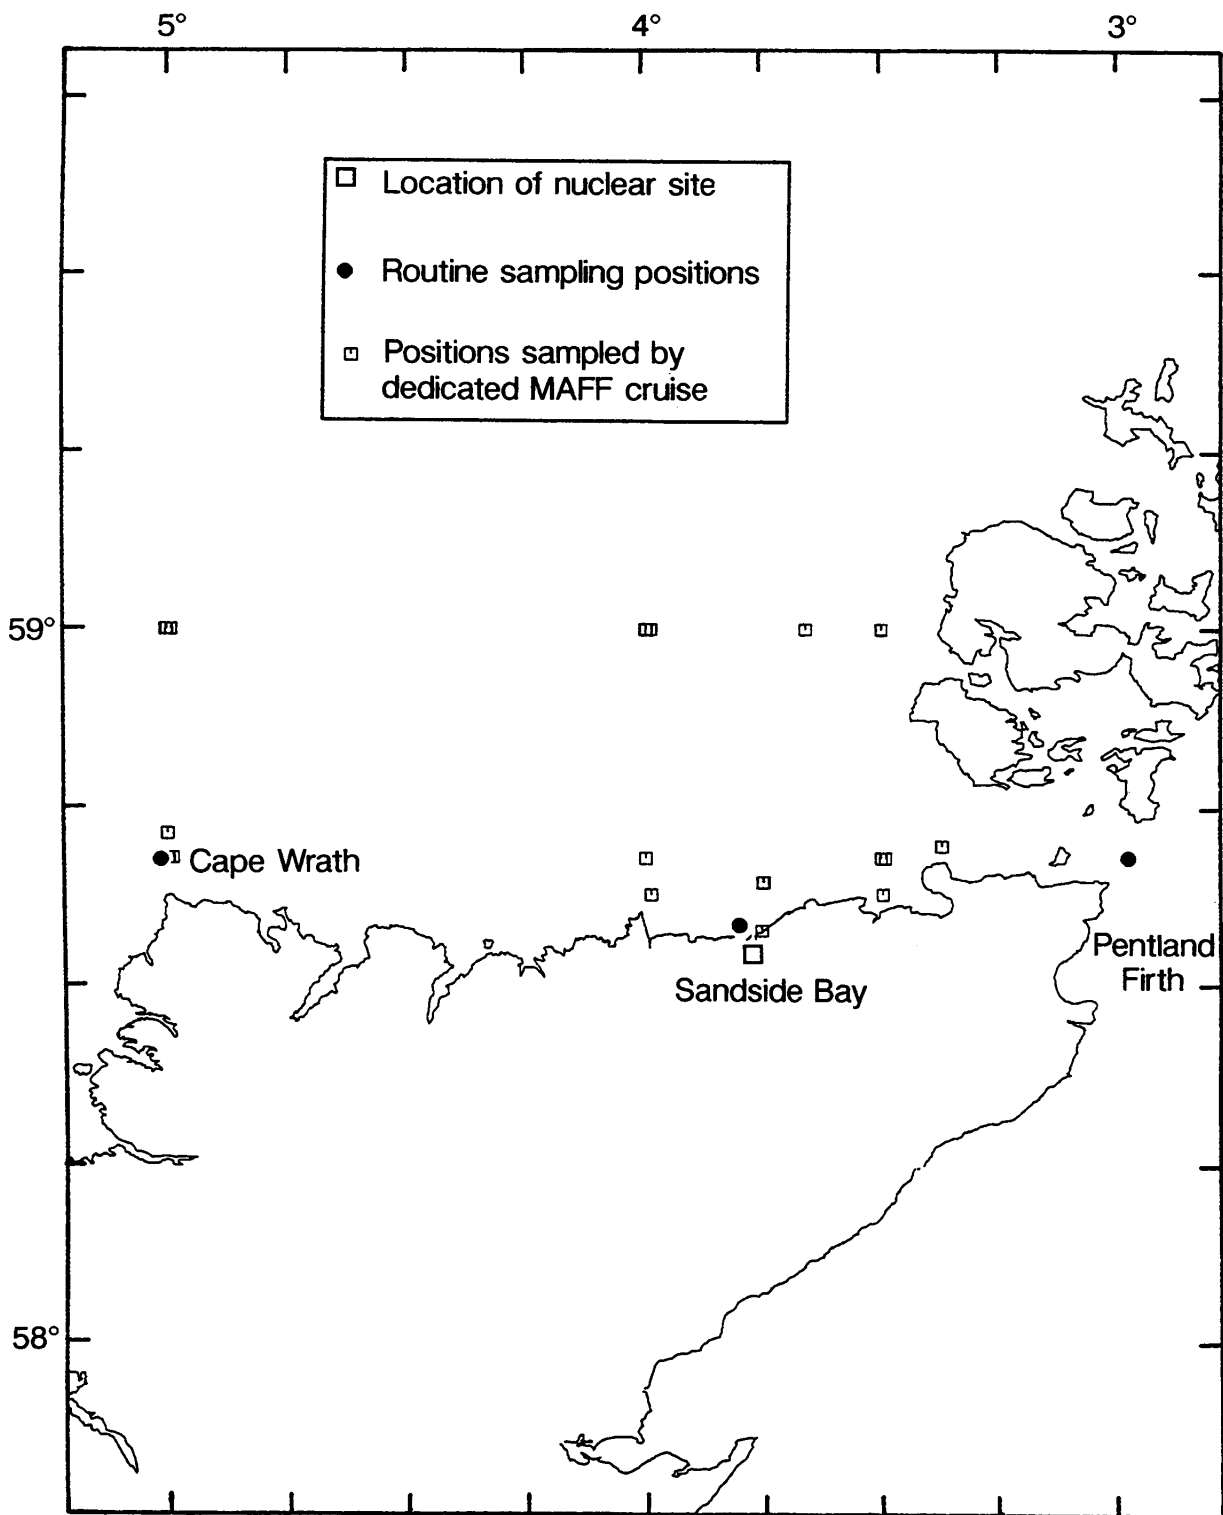 5° 4° 3°
Location of nuclear site
Routine sampling positions
Positions sampled by
dedicated MAFF cruise
59°
Cape Wrath
Pentland
Firth
Sandside Bay
58°